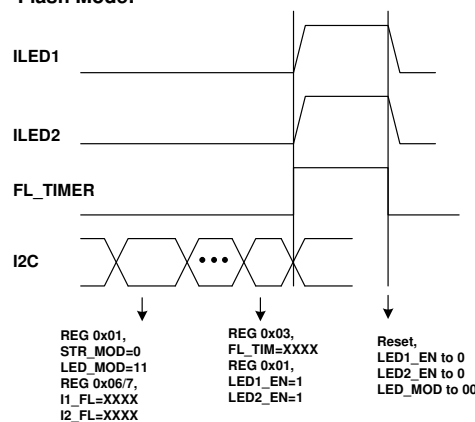 Flash Mode:
ILED1
ILED2
FL_TIMER
I2C
REG 0x01,
STR_MOD=0
LED_MOD=11
REG 0x06/7,
I1_FL=XXXX
I2_FL=XXXX
REG 0x03,
FL_TIM=XXXX
REG 0x01,
LED1_EN=1
LED2_EN=1
Reset,
LED1_EN to 0
LED2_EN to 0
LED_MOD to 00